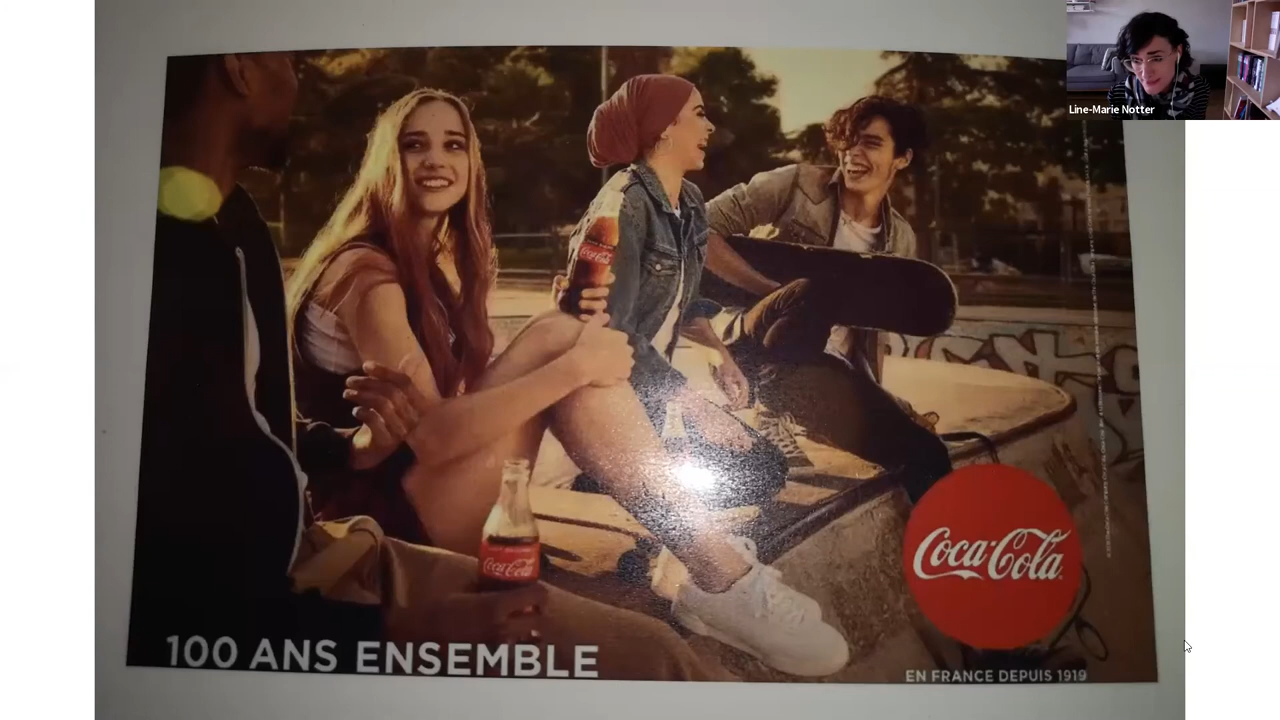 Line-Marie Notter
Coca-Cola
Coca-Cola
Coca-Cola
100 ANS ENSEMBLE
EN FRANCE DEPUIS 1919